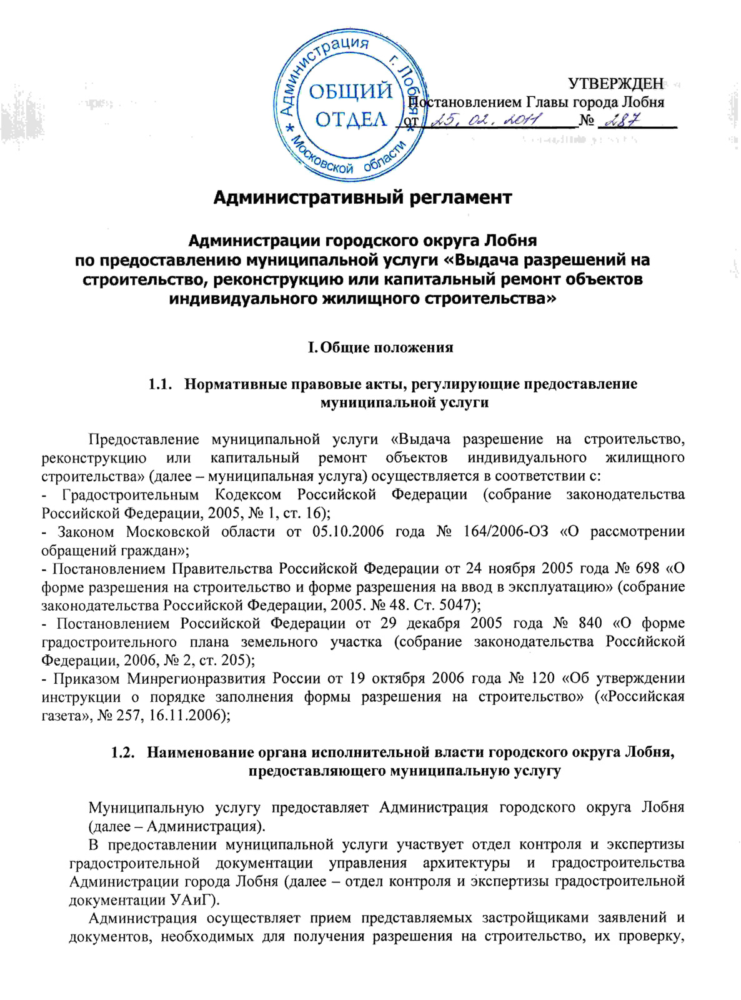 Администрация г. Лобня
ОБЩИЙ
ОТДЕЛ
* Московской области *
УТВЕРЖДЕН
Постановлением Главы города Лобня
от 25.02.2011 № 287
Административный регламент
Администрации городского округа Лобня
по предоставлению муниципальной услуги «Выдача разрешений на
строительство, реконструкцию или капитальный ремонт объектов
индивидуального жилищного строительства»
I. Общие положения
1.1. Нормативные правовые акты, регулирующие предоставление
муниципальной услуги
Предоставление муниципальной услуги «Выдача разрешение на строительство,
реконструкцию или капитальный ремонт объектов индивидуального жилищного
строительства» (далее – муниципальная услуга) осуществляется в соответствии с:
- Градостроительным Кодексом Российской Федерации (собрание законодательства
Российской Федерации, 2005, № 1, ст. 16);
- Законом Московской области от 05.10.2006 года № 164/2006-ОЗ «О рассмотрении
обращений граждан»;
- Постановлением Правительства Российской Федерации от 24 ноября 2005 года № 698 «О
форме разрешения на строительство и форме разрешения на ввод в эксплуатацию» (собрание
законодательства Российской Федерации, 2005. № 48. Ст. 5047);
- Постановлением Российской Федерации от 29 декабря 2005 года № 840 «О форме
градостроительного плана земельного участка (собрание законодательства Российской
Федерации, 2006, № 2, ст. 205);
- Приказом Минрегионразвития России от 19 октября 2006 года № 120 «Об утверждении
инструкции о порядке заполнения формы разрешения на строительство» («Российская
газета», № 257, 16.11.2006);
1.2. Наименование органа исполнительной власти городского округа Лобня,
предоставляющего муниципальную услугу
Муниципальную услугу предоставляет Администрация городского округа Лобня
(далее – Администрация).
В предоставлении муниципальной услуги участвует отдел контроля и экспертизы
градостроительной документации управления архитектуры и градостроительства
Администрации города Лобня (далее – отдел контроля и экспертизы градостроительной
документации УАиГ).
Администрация осуществляет прием представляемых застройщиками заявлений и
документов, необходимых для получения разрешения на строительство, их проверку,